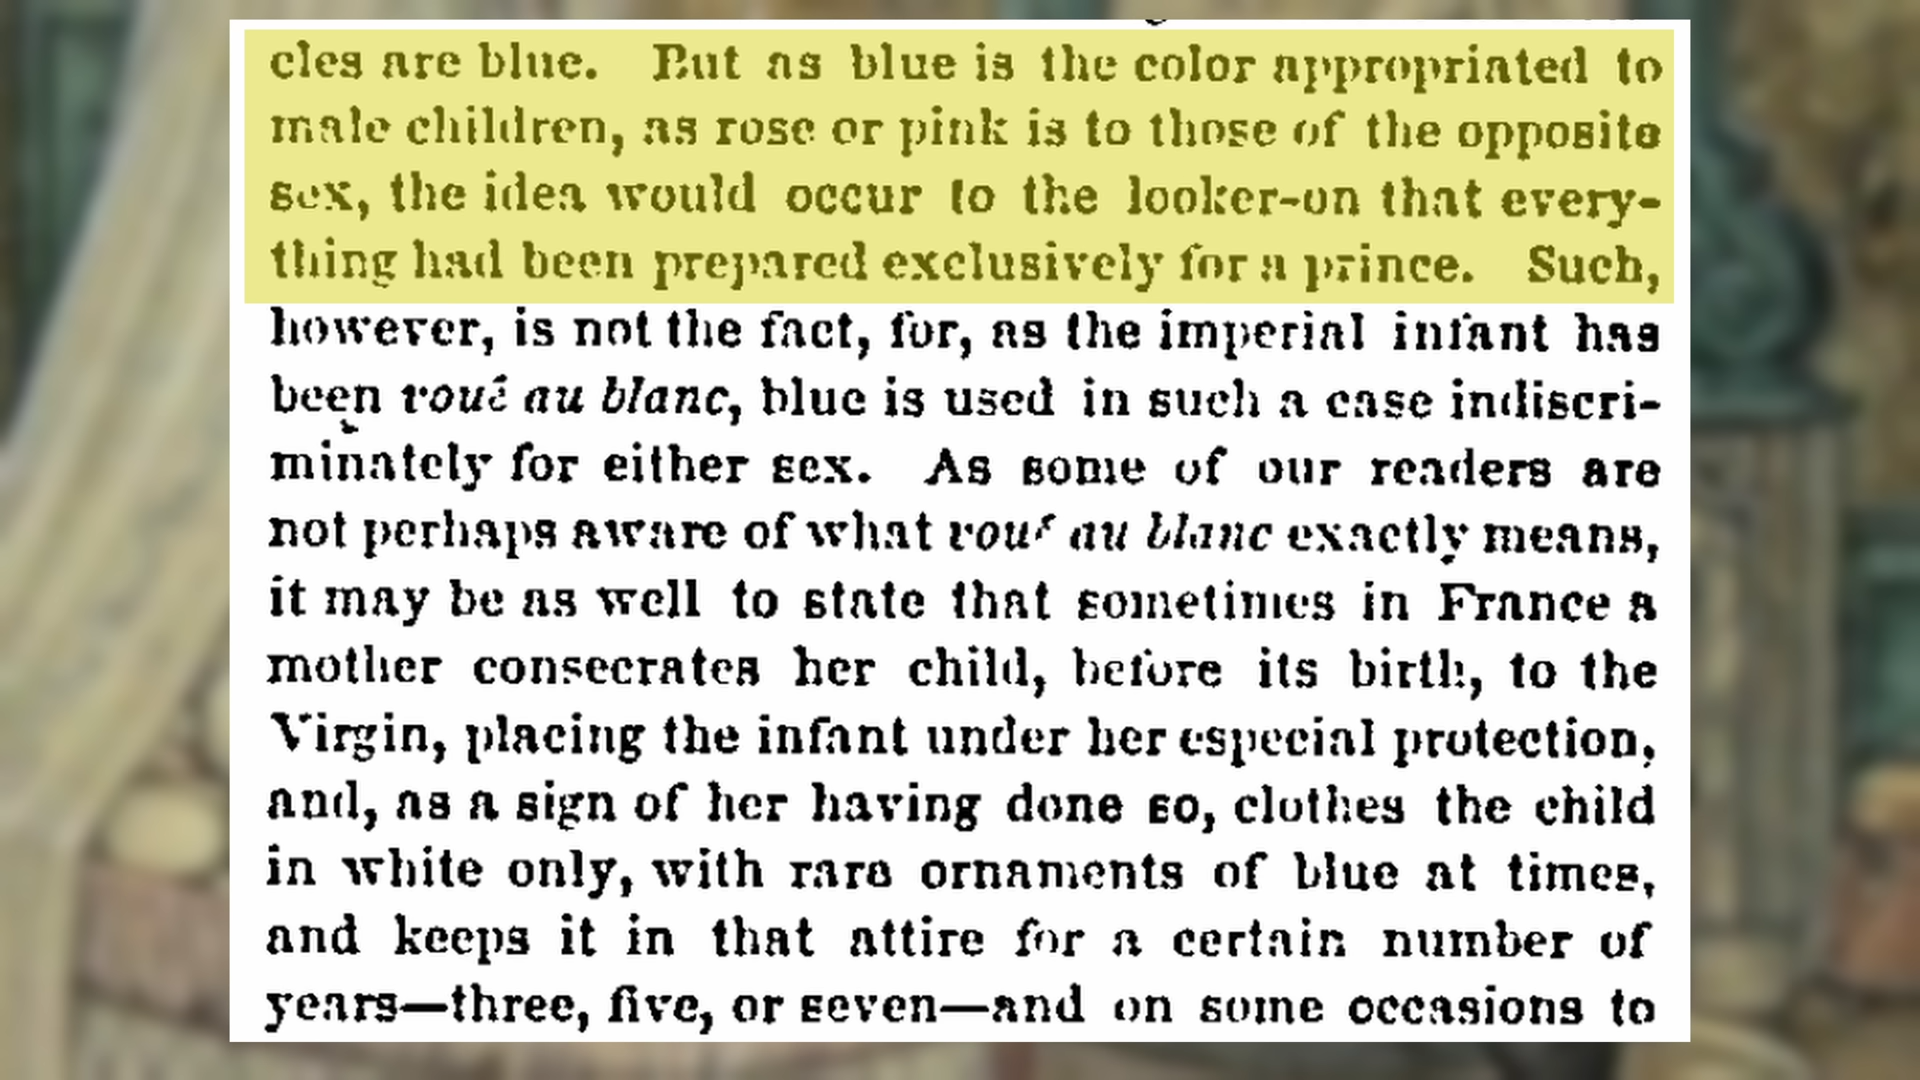 cles are blue. But as blue is the color appropriated to
male children, as rose or pink is to those of the opposite
sex, the idea would occur to the looker-on that every-
thing had been prepared exclusively for a prince. Such,
however, is not the fact, for, as the imperial infant has
been voué au blanc, blue is used in such a case indiscri-
minately for either sex. As some of our readers are
not perhaps aware of what voué au blanc exactly means,
it may be as well to state that sometimes in France a
mother consecrates her child, before its birth, to the
Virgin, placing the infant under her especial protection,
and, as a sign of her having done so, clothes the child
in white only, with rare ornaments of blue at times,
and keeps it in that attire for a certain number of
years—three, five, or seven—and on some occasions to